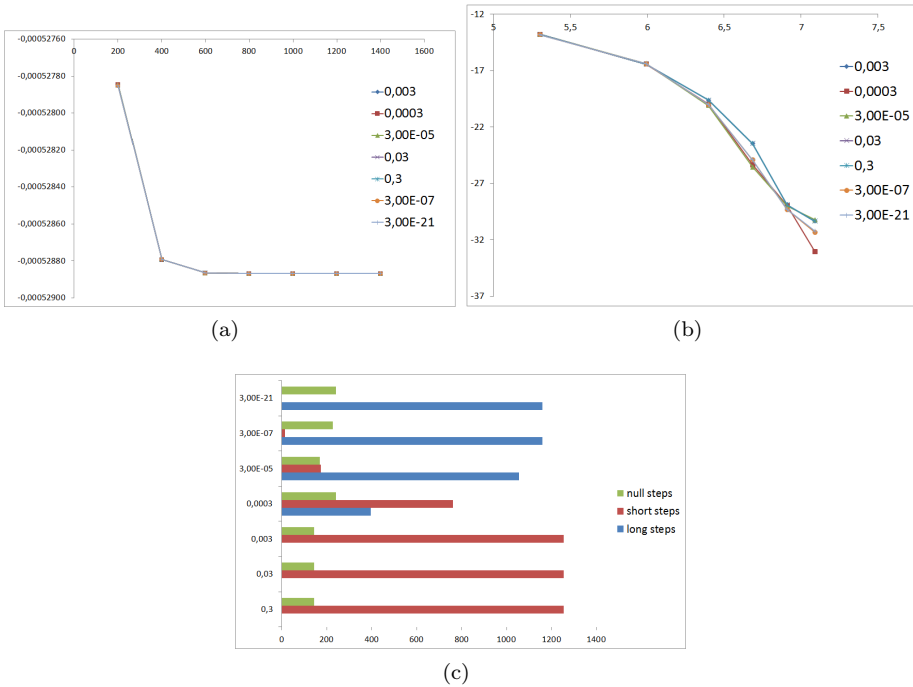 -0,00052760
0 200 400 600 800 1000 1200 1400 1600
-0,00052780
-0,00052800
-0,00052820
-0,00052840
-0,00052860
-0,00052880
-0,00052900
0,003
0,0003
3,00E-05
0,03
0,3
3,00E-07
3,00E-21
(a)
-12
5 5,5 6 6,5 7 7,5
-17
-22
-27
-32
-37
0,003
0,0003
3,00E-05
0,03
0,3
3,00E-07
3,00E-21
(b)
3,00E-21
3,00E-07
3,00E-05
0,0003
0,003
0,03
0,3
null steps
short steps
long steps
0 200 400 600 800 1000 1200 1400
(c)